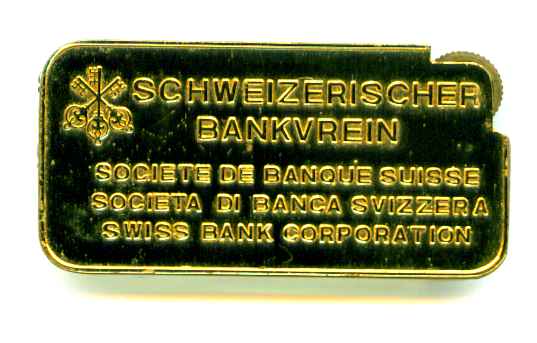 SCHWEIZERISCHER
BANKVREIN
SOCIETE DE BANQUE SUISSE
SOCIETA DI BANCA SVIZZERA
SWISS BANK CORPORATION